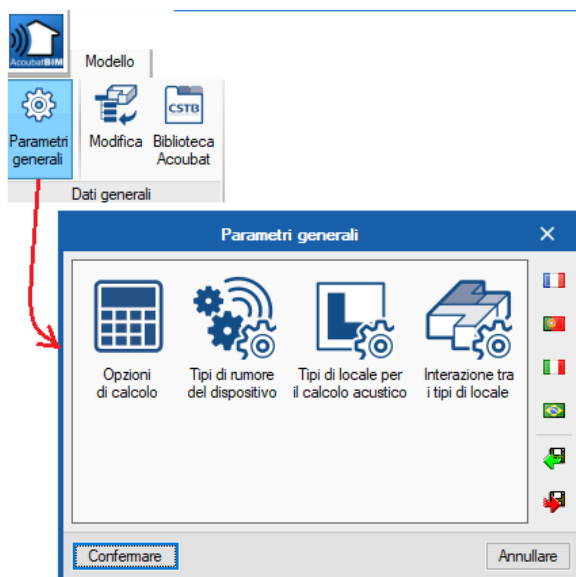 AcoubatBIM
Modello
CSTB
Parametri
generali
Modifica
Biblioteca
Acoubat
Dati generali
Parametri generali
Opzioni
di calcolo
Tipi di rumore
del dispositivo
Tipi di locale per
il calcolo acustico
Interazione tra
i tipi di locale
Confermare
Annullare